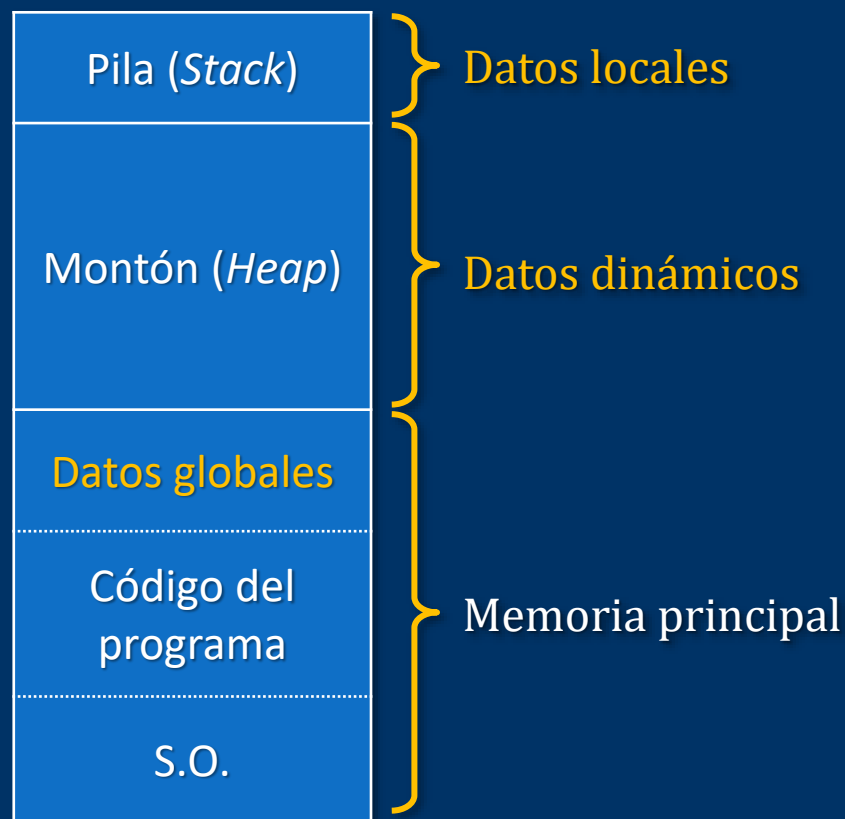 Pila (Stack)
Datos locales
Montón (Heap)
Datos dinámicos
Datos globales
Código del
programa
Memoria principal
S.O.